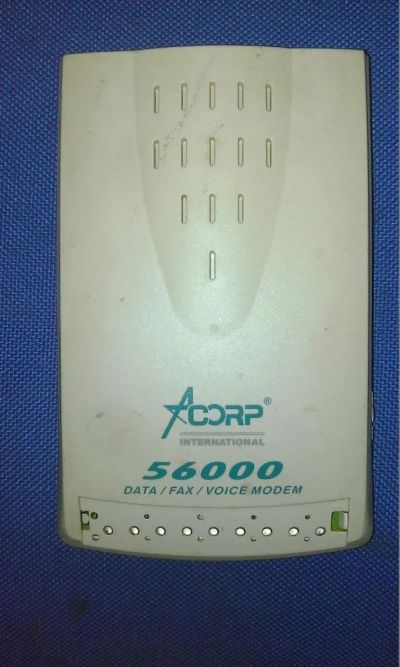 ACORP®
INTERNATIONAL
56000
DATA / FAX / VOICE MODEM